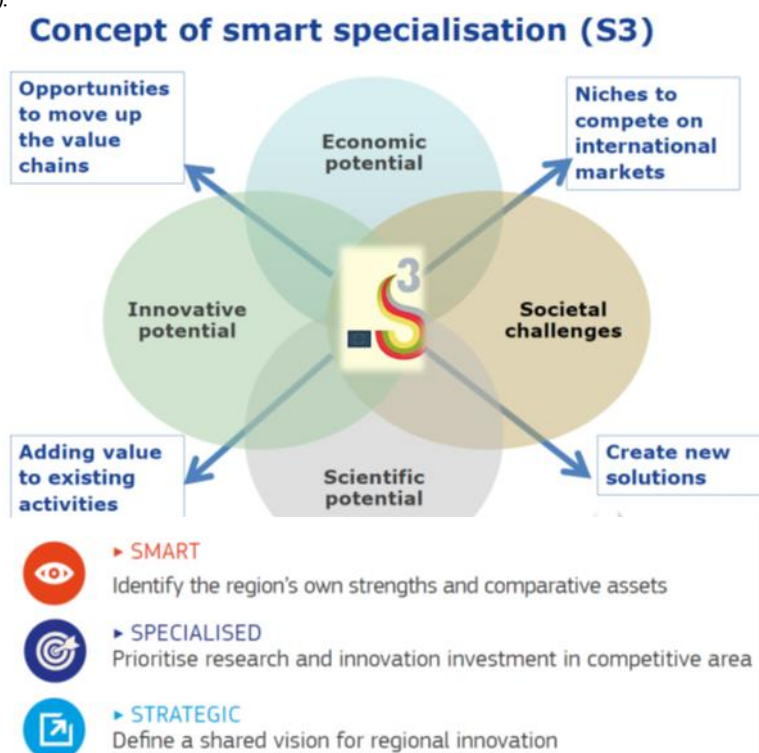 Concept of smart specialisation (S3)
Opportunities
to move up
the value
chains
Economic
potential
Niches to
compete on
international
markets
S3
Innovative
potential
Societal
challenges
Adding value
to existing
activities
Scientific
potential
Create new
solutions
▸ SMART
Identify the region's own strengths and comparative assets
▸ SPECIALISED
Prioritise research and innovation investment in competitive area
▸ STRATEGIC
Define a shared vision for regional innovation